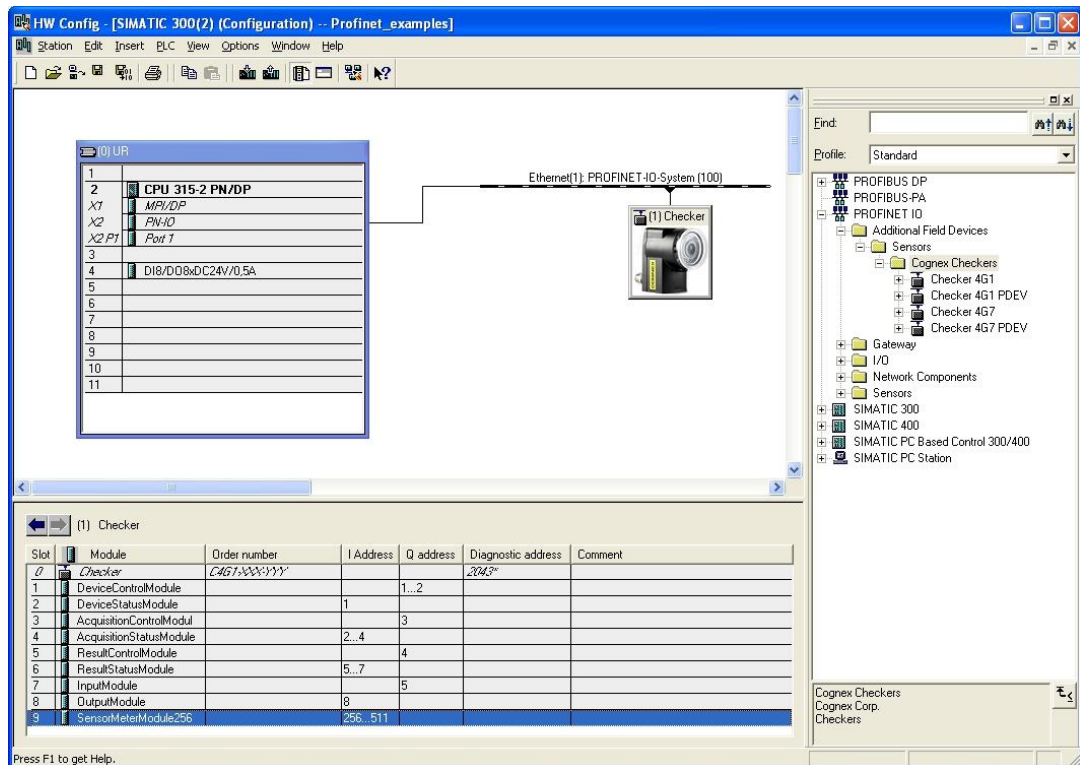 HW Config - [SIMATIC 300(2) (Configuration) -- Profinet_examples]
Station Edit Insert PLC View Options Window Help
Find:
Profile: Standard
(0) UR
1
2 CPU 315-2 PN/DP
X1 MPI/DP
X2 PN-IO
X2 P1 Port 1
3
4 DI8/DO8xDC24V/0,5A
5
6
7
8
9
10
11
Ethernet(1): PROFINET-IO-System (100)
(1) Checker
PROFIBUS DP
PROFIBUS-PA
PROFINET IO
Additional Field Devices
Sensors
Cognex Checkers
Checker 4G1
Checker 4G1 PDEV
Checker 4G7
Checker 4G7 PDEV
Gateway
I/O
Network Components
Sensors
SIMATIC 300
SIMATIC 400
SIMATIC PC Based Control 300/400
SIMATIC PC Station
(1) Checker
Slot Module Order number I Address Q address Diagnostic address Comment
0 Checker C4G1-XXX-YYY 2043*
1 DeviceControlModule 1...2
2 DeviceStatusModule 1
3 AcquisitionControlModul 3
4 AcquisitionStatusModule 2...4
5 ResultControlModule 4
6 ResultStatusModule 5...7
7 InputModule 5
8 OutputModule 8
9 SensorMeterModule256 256...511
Cognex Checkers
Cognex Corp.
Checkers
Press F1 to get Help.